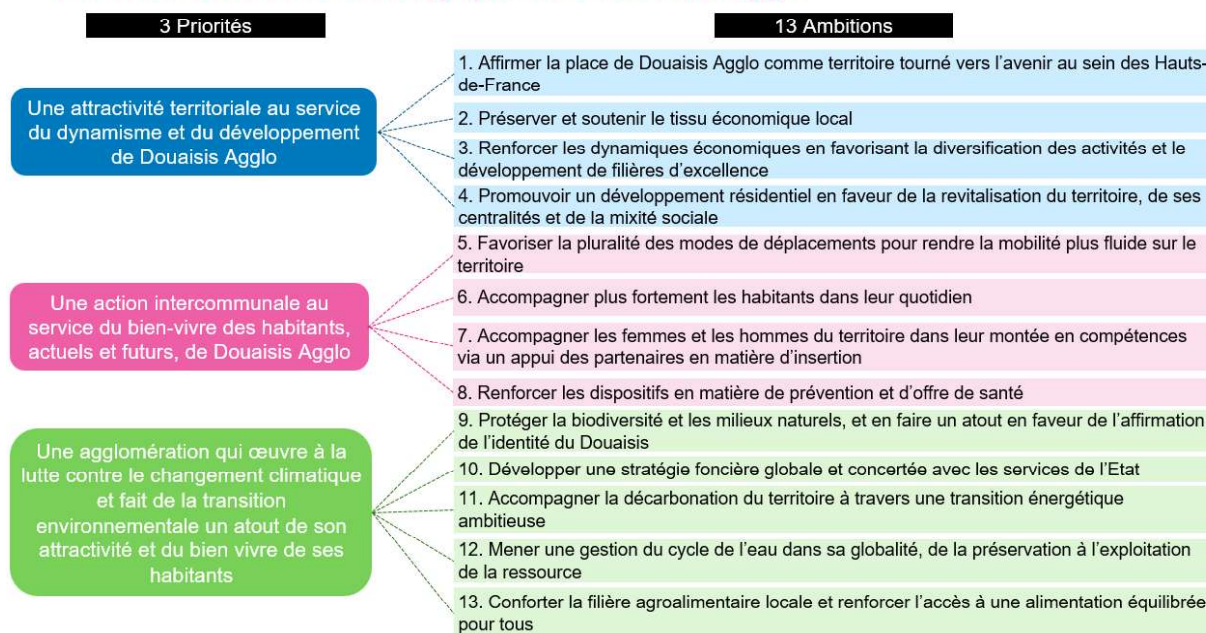 3 Priorités
13 Ambitions
Une attractivité territoriale au service
du dynamisme et du développement
de Douaisis Agglo
1. Affirmer la place de Douaisis Agglo comme territoire tourné vers l’avenir au sein des Hauts-
de-France
2. Préserver et soutenir le tissu économique local
3. Renforcer les dynamiques économiques en favorisant la diversification des activités et le
développement de filières d’excellence
4. Promouvoir un développement résidentiel en faveur de la revitalisation du territoire, de ses
centralités et de la mixité sociale
Une action intercommunale au
service du bien-vivre des habitants,
actuels et futurs, de Douaisis Agglo
5. Favoriser la pluralité des modes de déplacements pour rendre la mobilité plus fluide sur le
territoire
6. Accompagner plus fortement les habitants dans leur quotidien
7. Accompagner les femmes et les hommes du territoire dans leur montée en compétences
via un appui des partenaires en matière d’insertion
8. Renforcer les dispositifs en matière de prévention et d’offre de santé
Une agglomération qui œuvre à la
lutte contre le changement climatique
et fait de la transition
environnementale un atout de son
attractivité et du bien vivre de ses
habitants
9. Protéger la biodiversité et les milieux naturels, et en faire un atout en faveur de l’affirmation
de l’identité du Douaisis
10. Développer une stratégie foncière globale et concertée avec les services de l’Etat
11. Accompagner la décarbonation du territoire à travers une transition énergétique
ambitieuse
12. Mener une gestion du cycle de l’eau dans sa globalité, de la préservation à l’exploitation
de la ressource
13. Conforter la filière agroalimentaire locale et renforcer l’accès à une alimentation équilibrée
pour tous